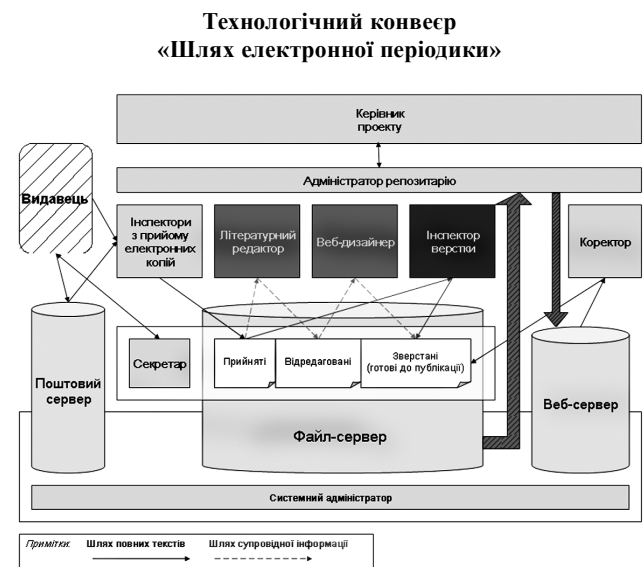 Технологічний конвеєр
«Шлях електронної періодики»
Керівник
проекту
Адміністратор репозитарію
Видавець
Інспектори
з прийому
електронних
копій
Літературний
редактор
Веб-дизайнер
Інспектор
верстки
Коректор
Поштовий
сервер
Секретар
Прийняті
Відредаговані
Зверстані
(готові до публікації)
Файл-сервер
Веб-сервер
Системний адміністратор
Примітки: Шлях повних текстів Шлях супровідної інформації